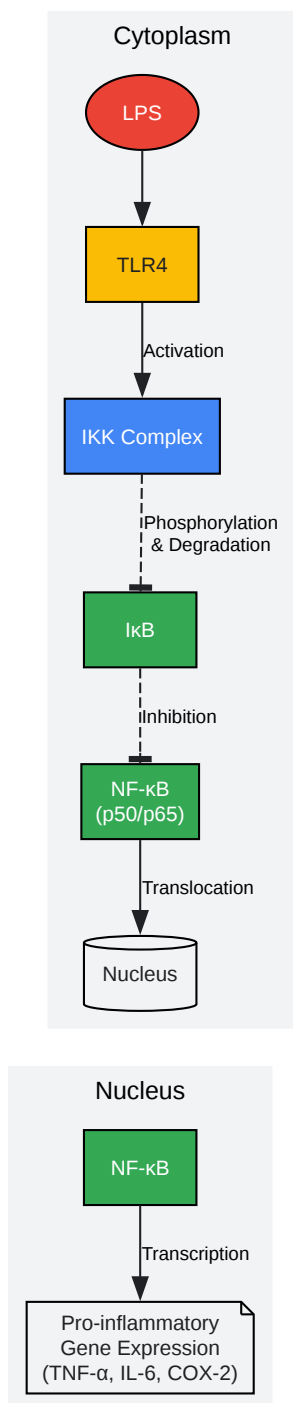 Cytoplasm
LPS
TLR4
Activation
IKK Complex
Phosphorylation
& Degradation
IκB
Inhibition
NF-κB
(p50/p65)
Translocation
Nucleus
Nucleus
NF-κB
Transcription
Pro-inflammatory
Gene Expression
(TNF-α, IL-6, COX-2)